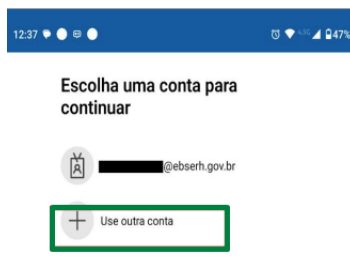 12:37
47%
Escolha uma conta para
continuar
@ebserh.gov.br
Use outra conta